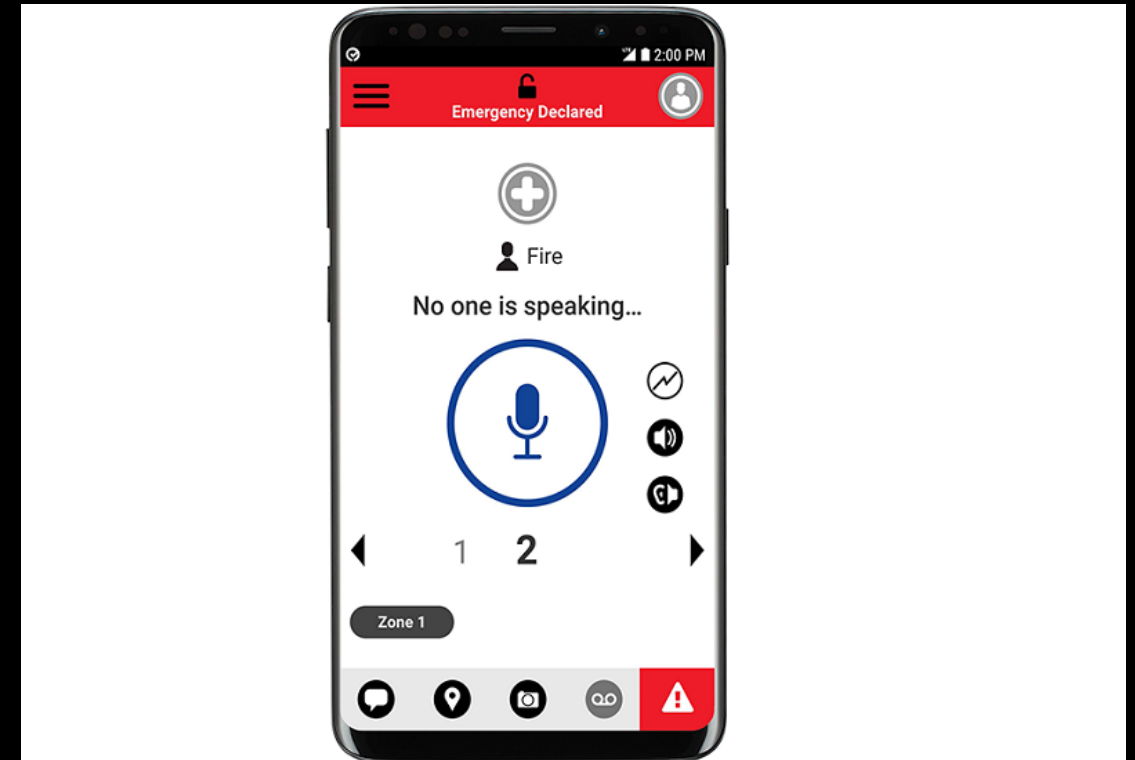 2:00 PM
Emergency Declared
Fire
No one is speaking...
1 2
Zone 1